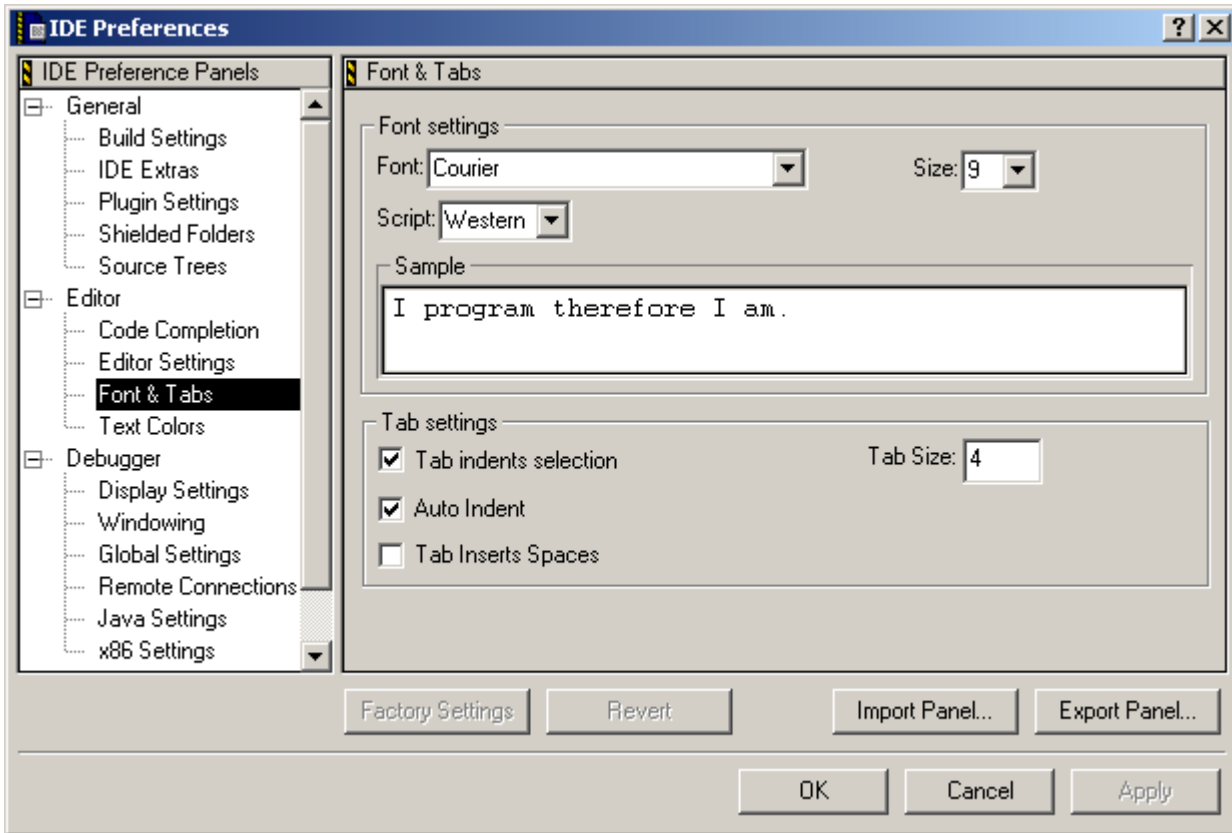 IDE Preferences
IDE Preference Panels
General
Build Settings
IDE Extras
Plugin Settings
Shielded Folders
Source Trees
Editor
Code Completion
Editor Settings
Font & Tabs
Text Colors
Debugger
Display Settings
Windowing
Global Settings
Remote Connections
Java Settings
x86 Settings
Font & Tabs
Font settings
Font: Courier Size: 9
Script: Western
Sample
I program therefore I am.
Tab settings
Tab indents selection Tab Size: 4
Auto Indent
Tab Inserts Spaces
Factory Settings Revert Import Panel... Export Panel...
OK Cancel Apply